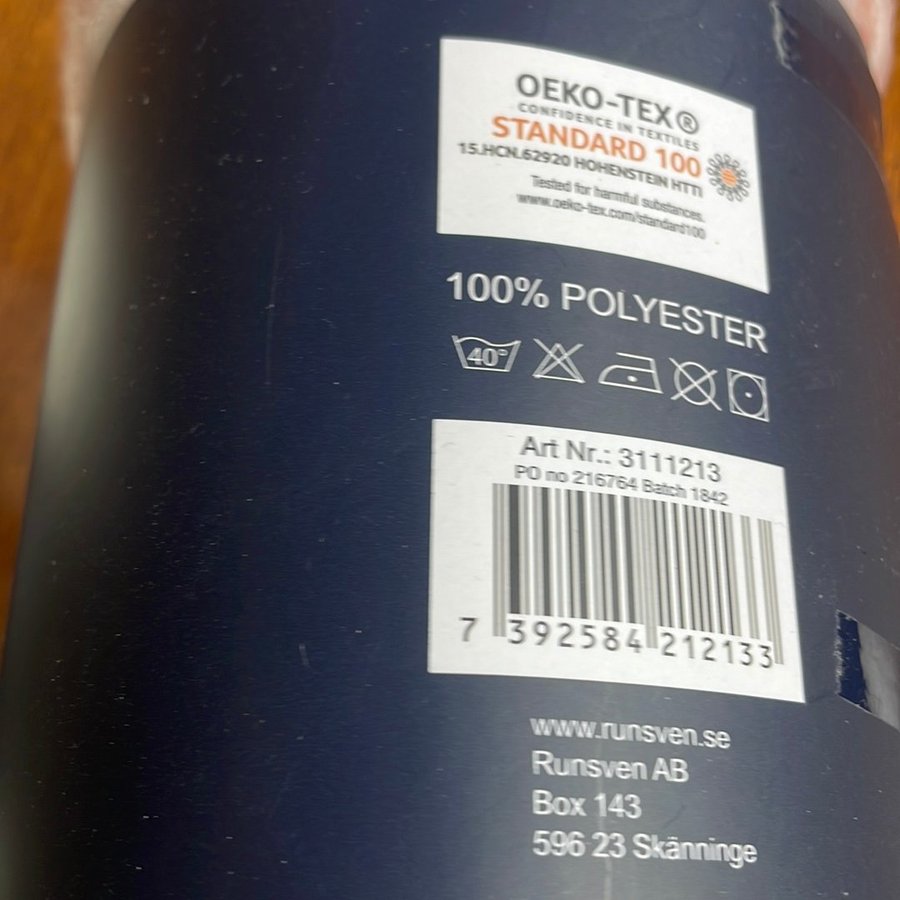 OEKO-TEX®
CONFIDENCE IN TEXTILES
STANDARD 100
15.HCN.62920 HOHENSTEIN HTTI
Tested for harmful substances.
www.oeko-tex.com/standard100
100% POLYESTER
40°
Art Nr.: 3111213
PO no 216764 Batch 1842
7 392584 212133
www.runsven.se
Runsven AB
Box 143
596 23 Skänninge